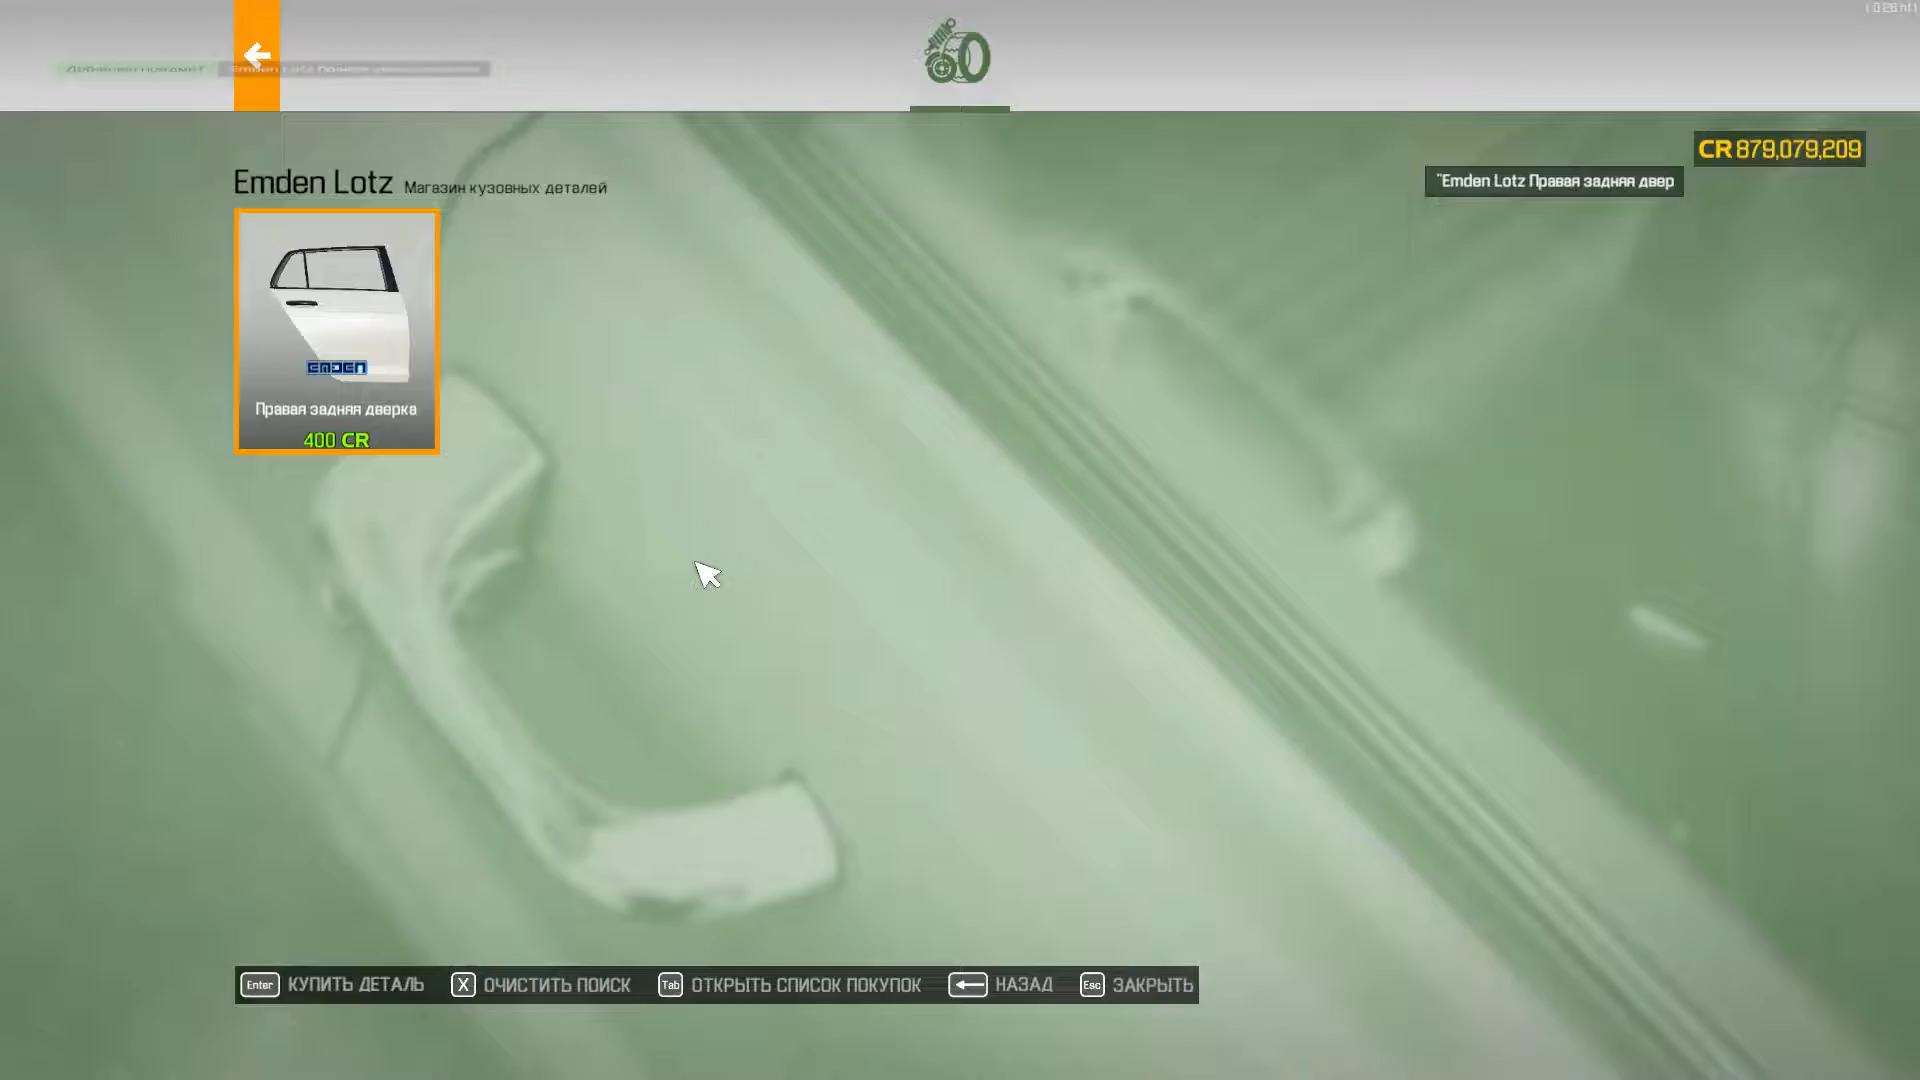 CR 879,079,209
Emden Lotz Магазин кузовных деталей
"Emden Lotz Правая задняя двер
EMDEN
Правая задняя дверка
400 CR
Enter КУПИТЬ ДЕТАЛЬ X ОЧИСТИТЬ ПОИСК Tab ОТКРЫТЬ СПИСОК ПОКУПОК НАЗАД Esc ЗАКРЫТЬ